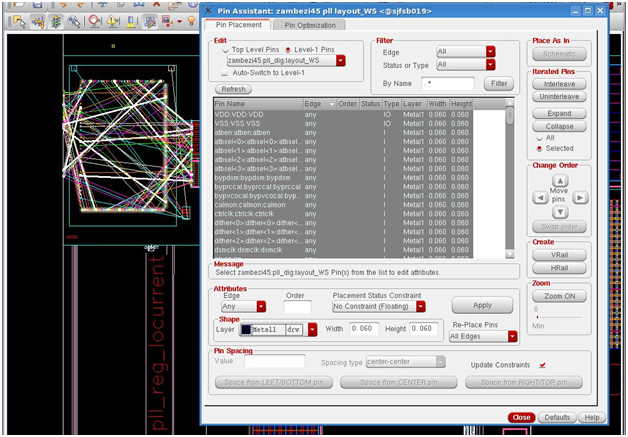 Pin Assistant: zambezi45 pll layout_WS <@sjfsb019>
Pin Placement
Pin Optimization
Edit
Top Level Pins Level-1 Pins
zambezi45:pll_dig:layout_WS
Auto-Switch to Level-1
Refresh
Filter
Edge All
Status or Type All
By Name .* Filter
Pin Name Edge Order Status Type Layer Width Height
VDD:VDD:VDD any IO Metal1 0.060 0.060
VSS:VSS:VSS any IO Metal1 0.060 0.060
atben:atben:atben any I Metal1 0.060 0.060
atbsel<0>:atbsel<0>:atbsel... any I Metal1 0.060 0.060
atbsel<1>:atbsel<1>:atbsel... any I Metal1 0.060 0.060
atbsel<2>:atbsel<2>:atbsel... any I Metal1 0.060 0.060
atbsel<3>:atbsel<3>:atbsel... any I Metal1 0.060 0.060
bypdsm:bypdsm:bypdsm any I Metal1 0.060 0.060
byprccal:byprccal:byprccal any I Metal1 0.060 0.060
bypvcocal:bypvcocal:bypvco... any I Metal1 0.060 0.060
calmon:calmon:calmon any I Metal1 0.060 0.060
ctrlclk:ctrlclk:ctrlclk any I Metal1 0.060 0.060
dither<0>:dither<0>:dither<... any I Metal1 0.060 0.060
dither<1>:dither<1>:dither<... any I Metal1 0.060 0.060
dither<2>:dither<2>:dither<... any I Metal1 0.060 0.060
dsmclk:dsmclk:dsmclk any I Metal1 0.060 0.060
Message
Select zambezi45:pll_dig:layout_WS Pin(s) from the list to edit attributes.
Attributes
Edge Order Placement Status Constraint
Any No Constraint (Floating) Apply
Shape
Layer Metal1 drw Width 0.060 Height 0.060
Re-Place Pins
All Edges
Pin Spacing
Value Spacing type center-center Update Constraints
Space from LEFT/BOTTOM pin Space from CENTER pin Space from RIGHT/TOP pin
Place As In
Schematic
Iterated Pins
Interleave
Uninterleave
Expand
Collapse
All
Selected
Change Order
Move
pins
Swap order
Create
VRail
HRail
Zoom
Zoom ON
0
Min
Close Defaults Help
pll_reg_locurrent